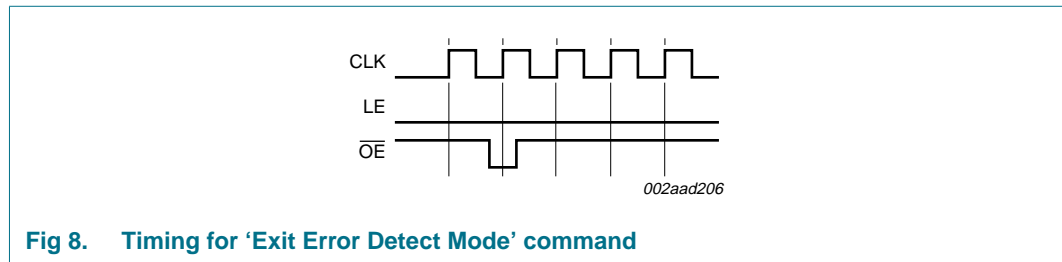 CLK
LE
OE
002aad206
Fig 8. Timing for ‘Exit Error Detect Mode’ command